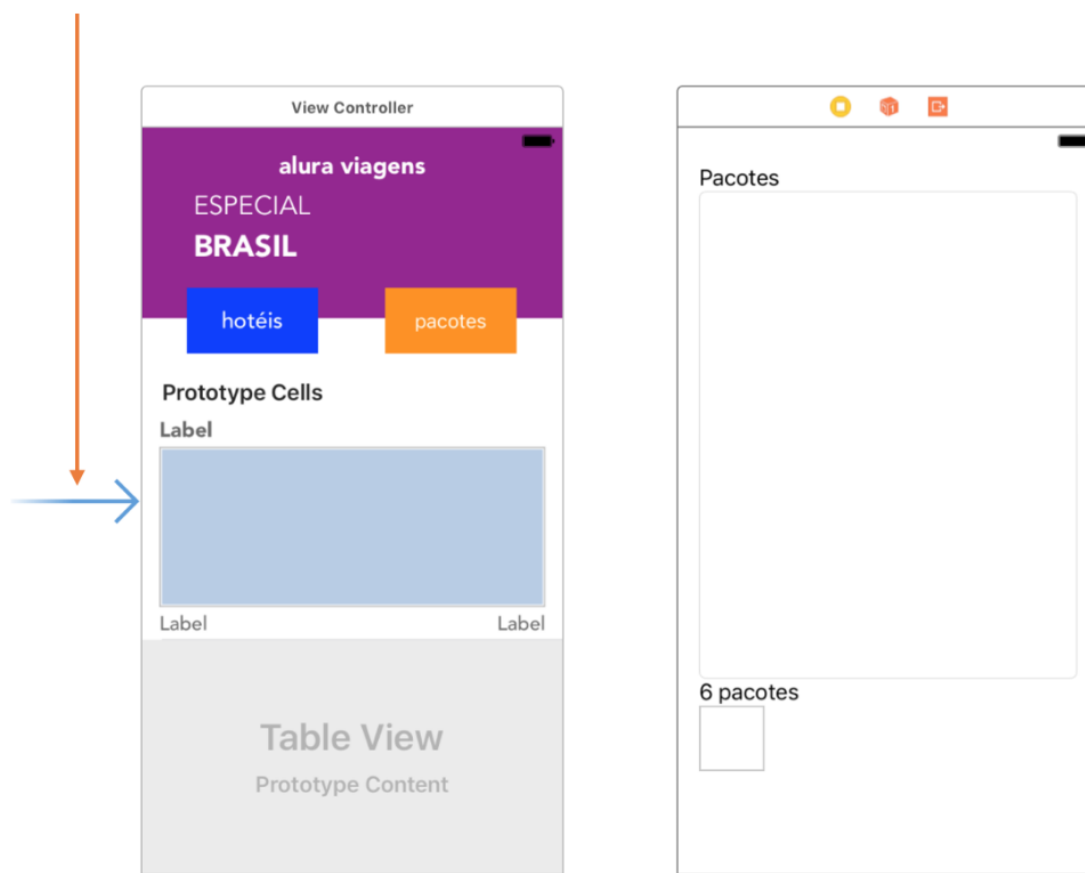 View Controller
alura viagens
ESPECIAL
BRASIL
hotéis
pacotes
Prototype Cells
Label
Label
Label
Table View
Prototype Content
Pacotes
6 pacotes